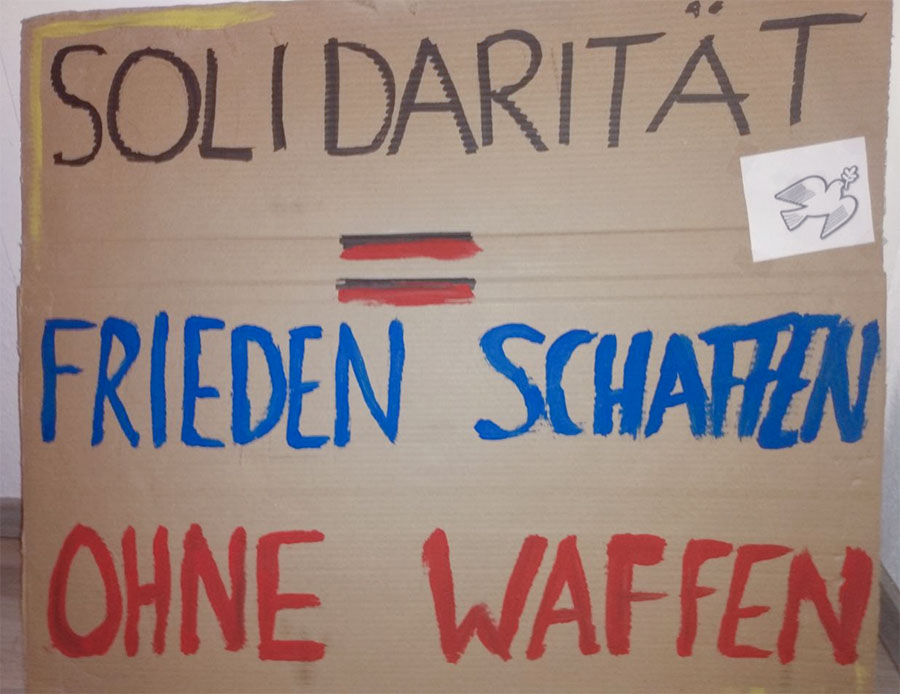 SOLIDARITÄT
=
FRIEDEN SCHAFFEN
OHNE WAFFEN